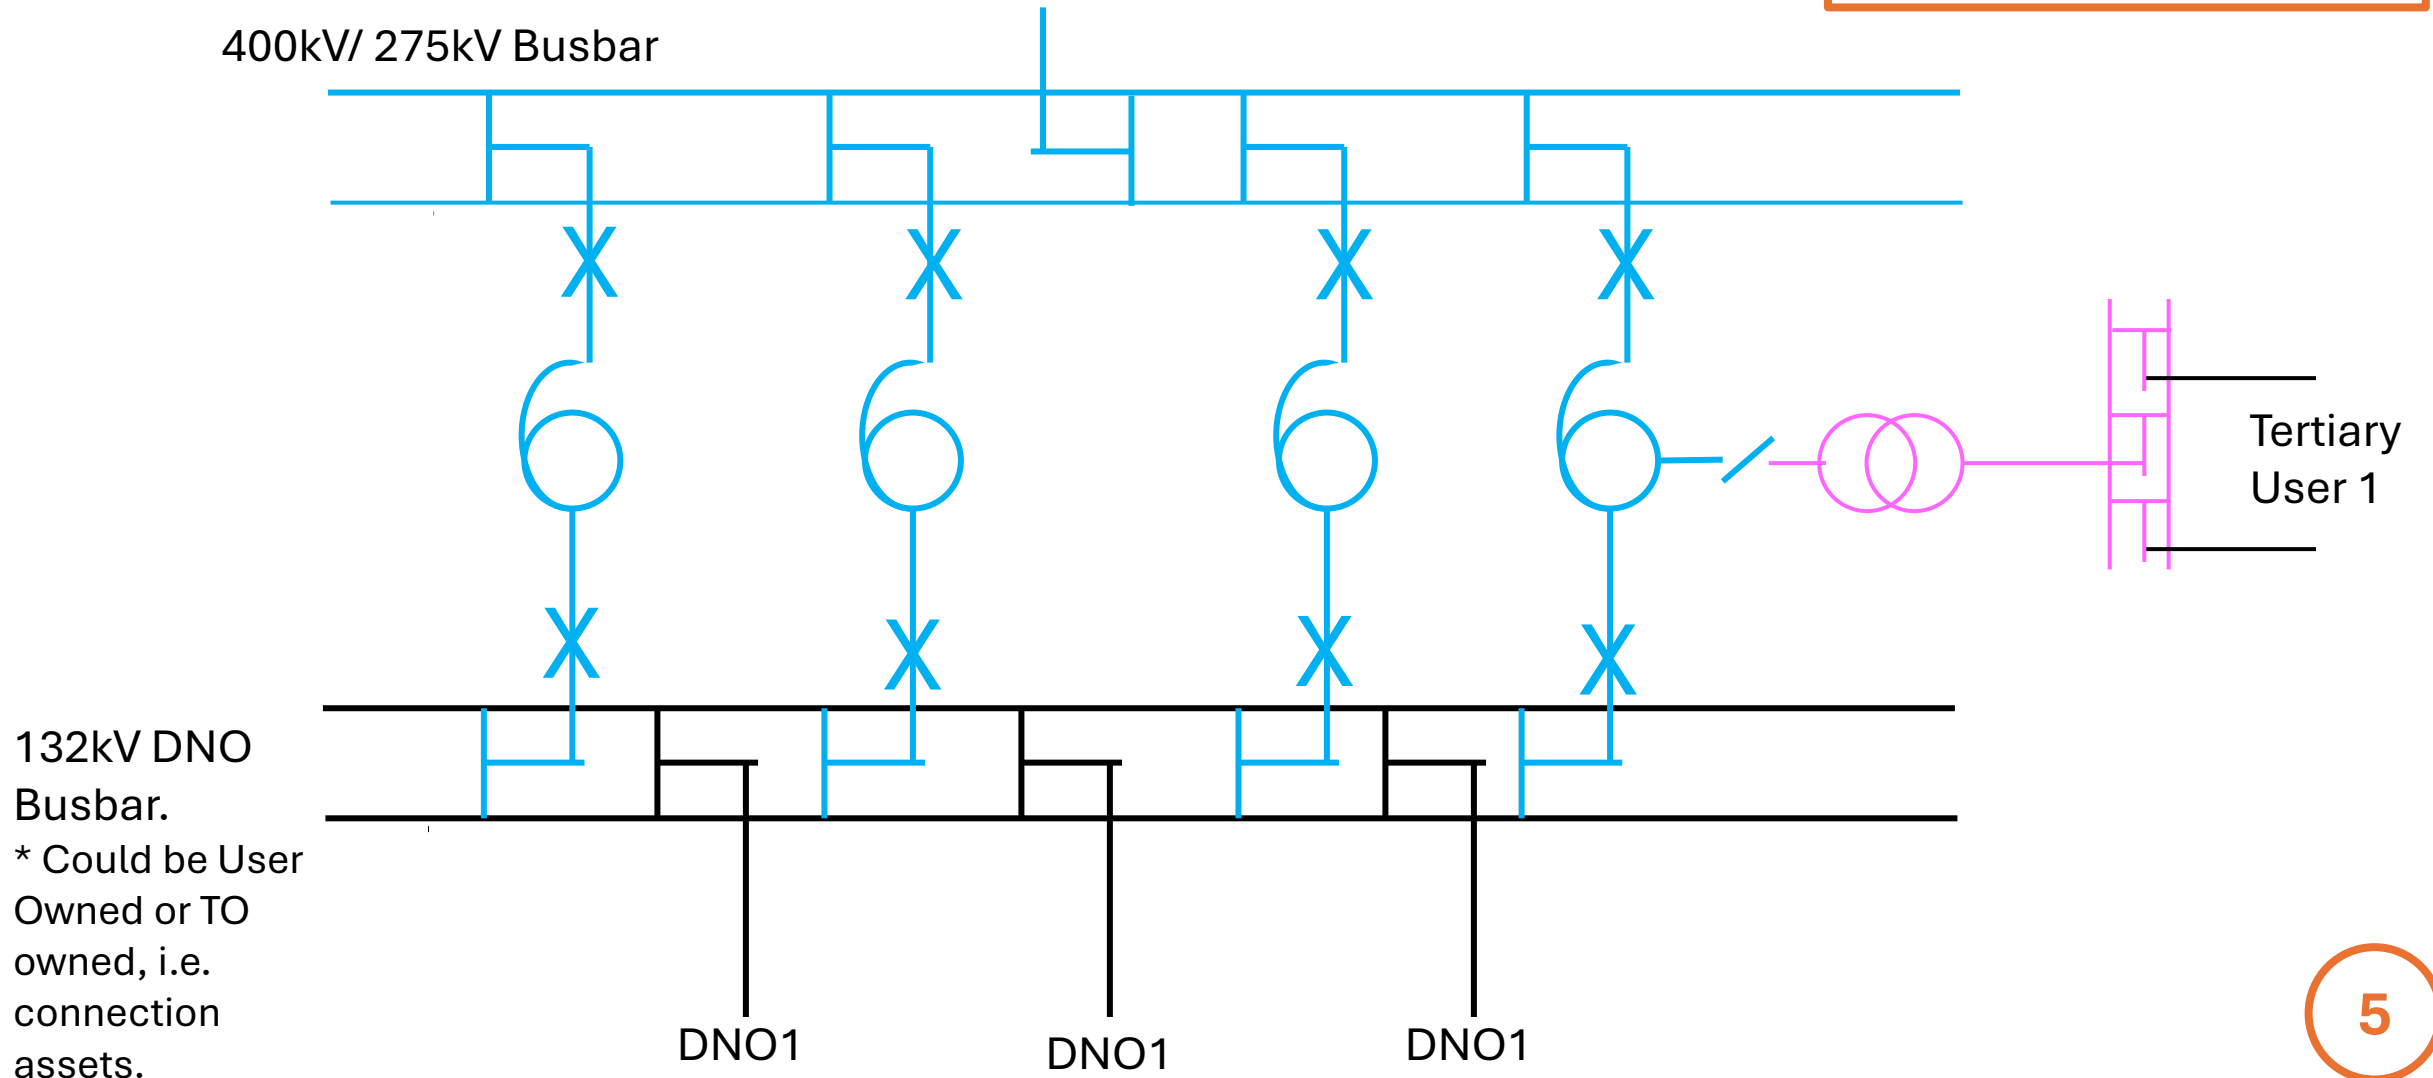 400kV/ 275kV Busbar
Tertiary
User 1
132kV DNO
Busbar.
* Could be User
Owned or TO
owned, i.e.
connection
assets.
DNO1
DNO1
DNO1
5